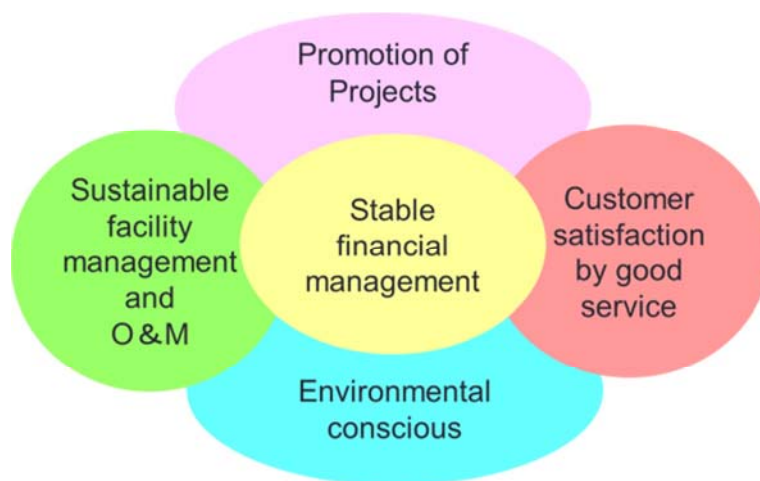 Promotion of
Projects
Sustainable
facility
management
and
O&M
Stable
financial
management
Customer
satisfaction
by good
service
Environmental
conscious